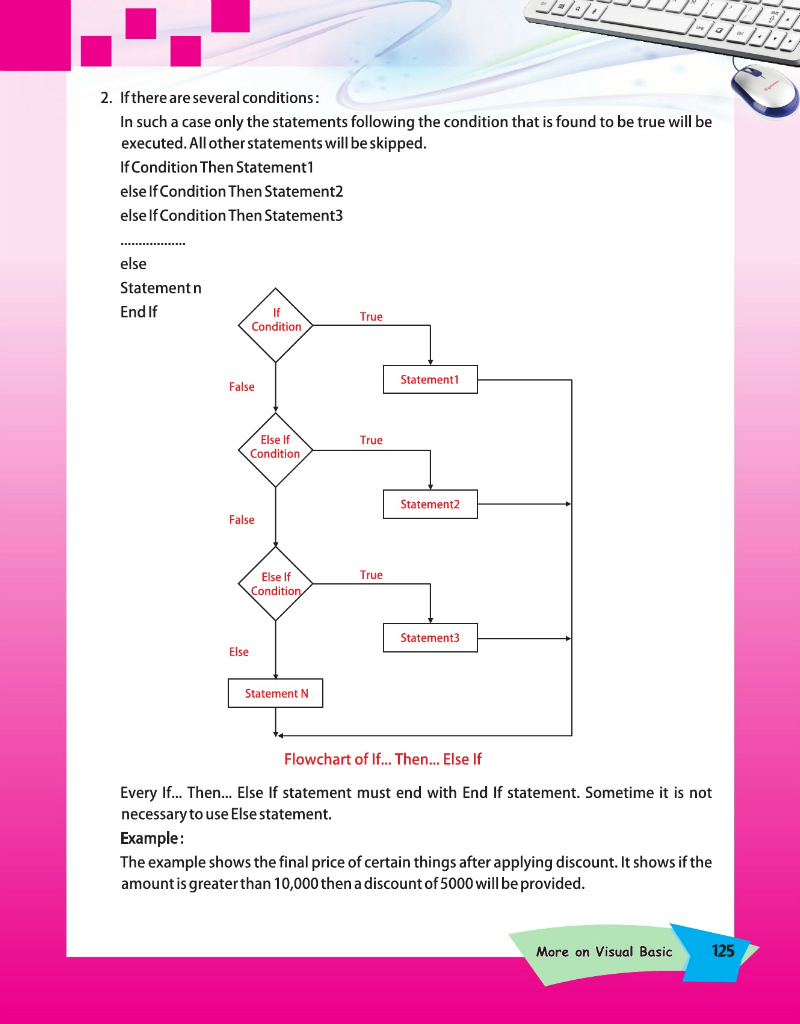 2. If there are several conditions :
In such a case only the statements following the condition that is found to be true will be
executed. All other statements will be skipped.
If Condition Then Statement1
else If Condition Then Statement2
else If Condition Then Statement3
..................
else
Statement n
End If
If
Condition
True
Statement1
False
Else If
Condition
True
Statement2
False
Else If
Condition
True
Statement3
Else
Statement N
Flowchart of If... Then... Else If
Every If... Then... Else If statement must end with End If statement. Sometime it is not
necessary to use Else statement.
Example :
The example shows the final price of certain things after applying discount. It shows if the
amount is greater than 10,000 then a discount of 5000 will be provided.
More on Visual Basic 125